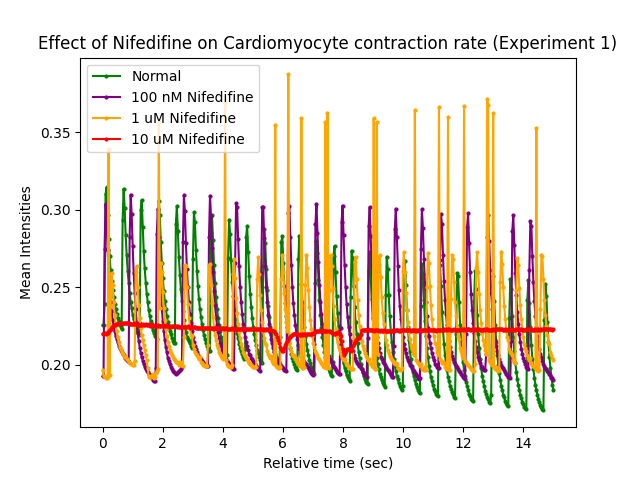 Effect of Nifedifine on Cardiomyocyte contraction rate (Experiment 1)
Normal
100 nM Nifedifine
1 uM Nifedifine
10 uM Nifedifine
0.35
0.30
0.25
0.20
Mean Intensities
0 2 4 6 8 10 12 14
Relative time (sec)